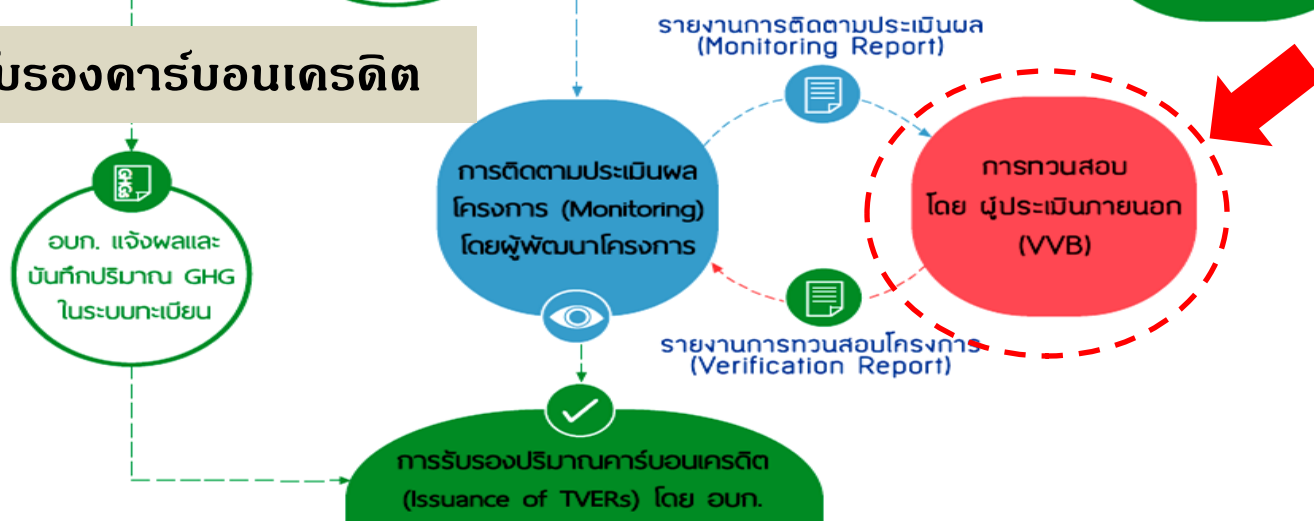 รายงานการติดตามประเมินผล
(Monitoring Report)
บรองคาร์บอนเครดิต
GHGs
การติดตามประเมินผล
โครงการ (Monitoring)
โดยผู้พัฒนาโครงการ
การทวนสอบ
โดย ผู้ประเมินภายนอก
(VVB)
อบก. แจ้งผลและ
บันทึกปริมาณ GHG
ในระบบทะเบียน
รายงานการทวนสอบโครงการ
(Verification Report)
การรับรองปริมาณคาร์บอนเครดิต
(Issuance of TVERs) โดย อบก.